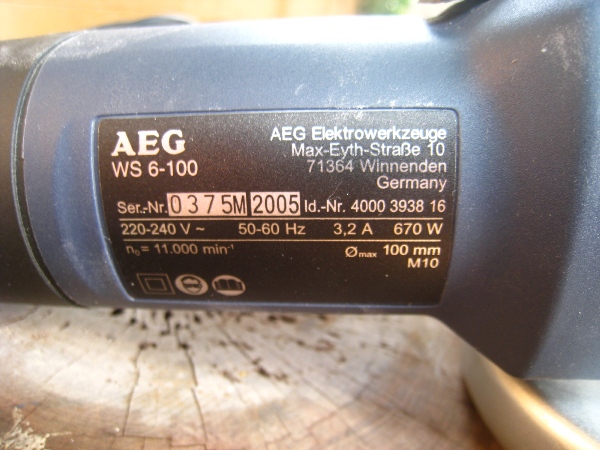 AEG
WS 6-100
AEG Elektrowerkzeuge
Max-Eyth-Straße 10
71364 Winnenden
Germany
Ser.-Nr. 0375M 2005 Id.-Nr. 4000 3938 16
220-240 V ~ 50-60 Hz 3,2 A 670 W
n₀ = 11.000 min⁻¹ Ømax 100 mm
M10